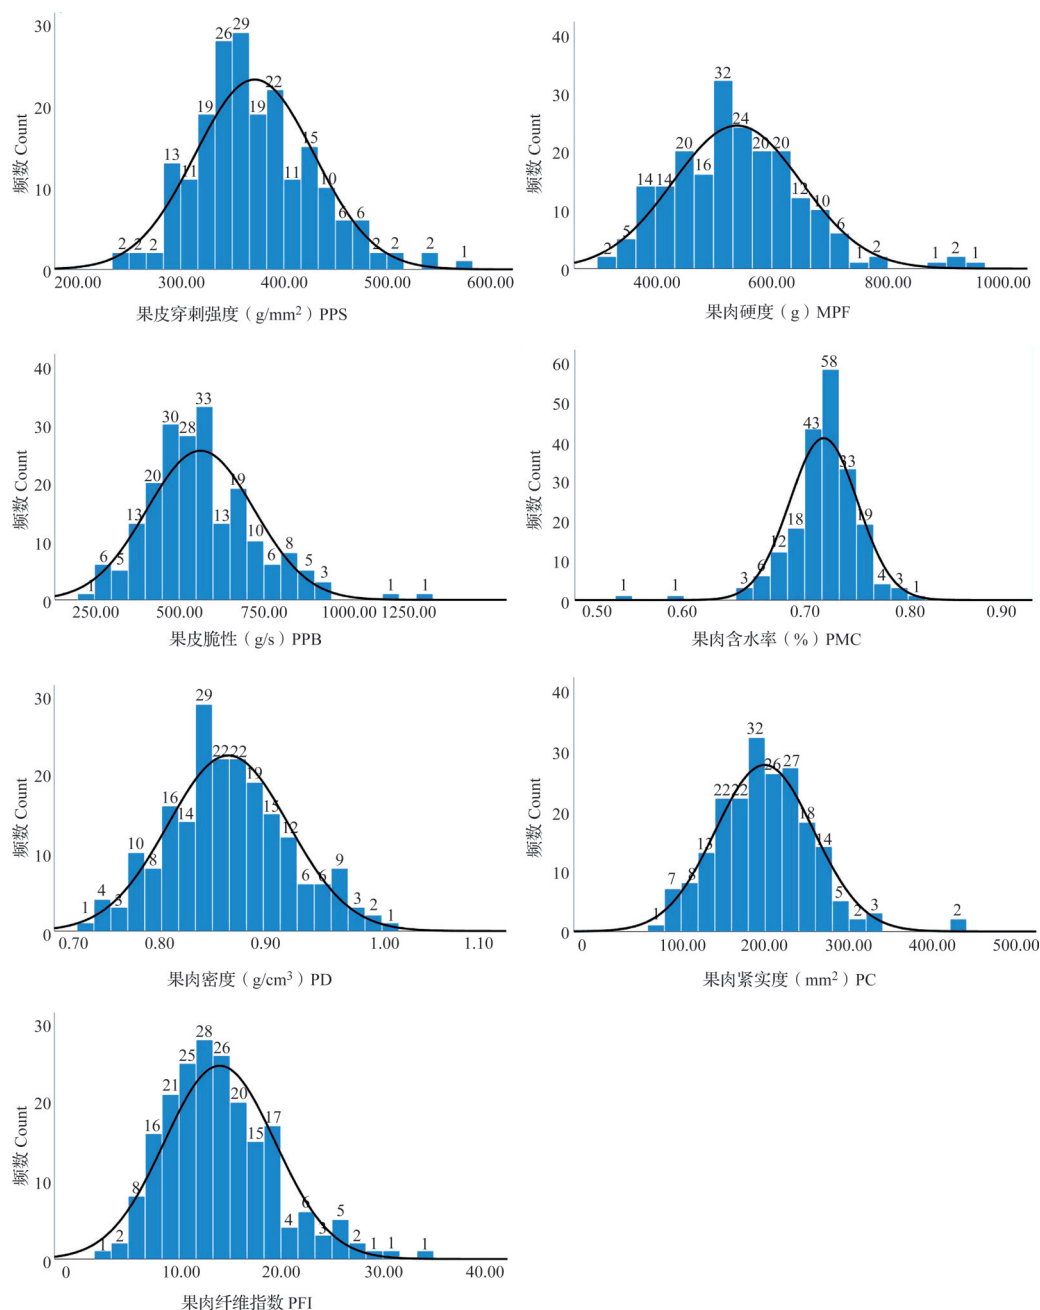 频数 Count
30
20
10
0
2 2 2 13 11 19 26 29 19 22 11 15 10 6 6 2 2 2 1
200.00 300.00 400.00 500.00 600.00
果皮穿刺强度（g/mm²）PPS
频数 Count
40
30
20
10
0
2 5 14 14 20 16 32 24 20 20 12 10 6 1 2 1 2 1
400.00 600.00 800.00 1000.00
果肉硬度（g）MPF
频数 Count
40
30
20
10
0
1 6 5 13 20 30 28 33 13 19 10 6 8 5 3 1 1
250.00 500.00 750.00 1000.00 1250.00
果皮脆性（g/s）PPB
频数 Count
60
50
40
30
20
10
0
1 1 3 6 12 18 43 58 33 19 4 3 1
0.50 0.60 0.70 0.80 0.90
果肉含水率（%）PMC
频数 Count
30
20
10
0
1 4 3 10 8 16 14 29 22 22 19 15 12 6 6 9 3 2 1
0.70 0.80 0.90 1.00 1.10
果肉密度（g/cm³）PD
频数 Count
40
30
20
10
0
1 7 8 13 22 22 32 26 27 18 14 5 2 3 2
0 100.00 200.00 300.00 400.00 500.00
果肉紧实度（mm²）PC
频数 Count
30
20
10
0
1 2 8 16 21 25 28 26 20 15 17 4 6 3 5 2 1 1 1
0 10.00 20.00 30.00 40.00
果肉纤维指数 PFI